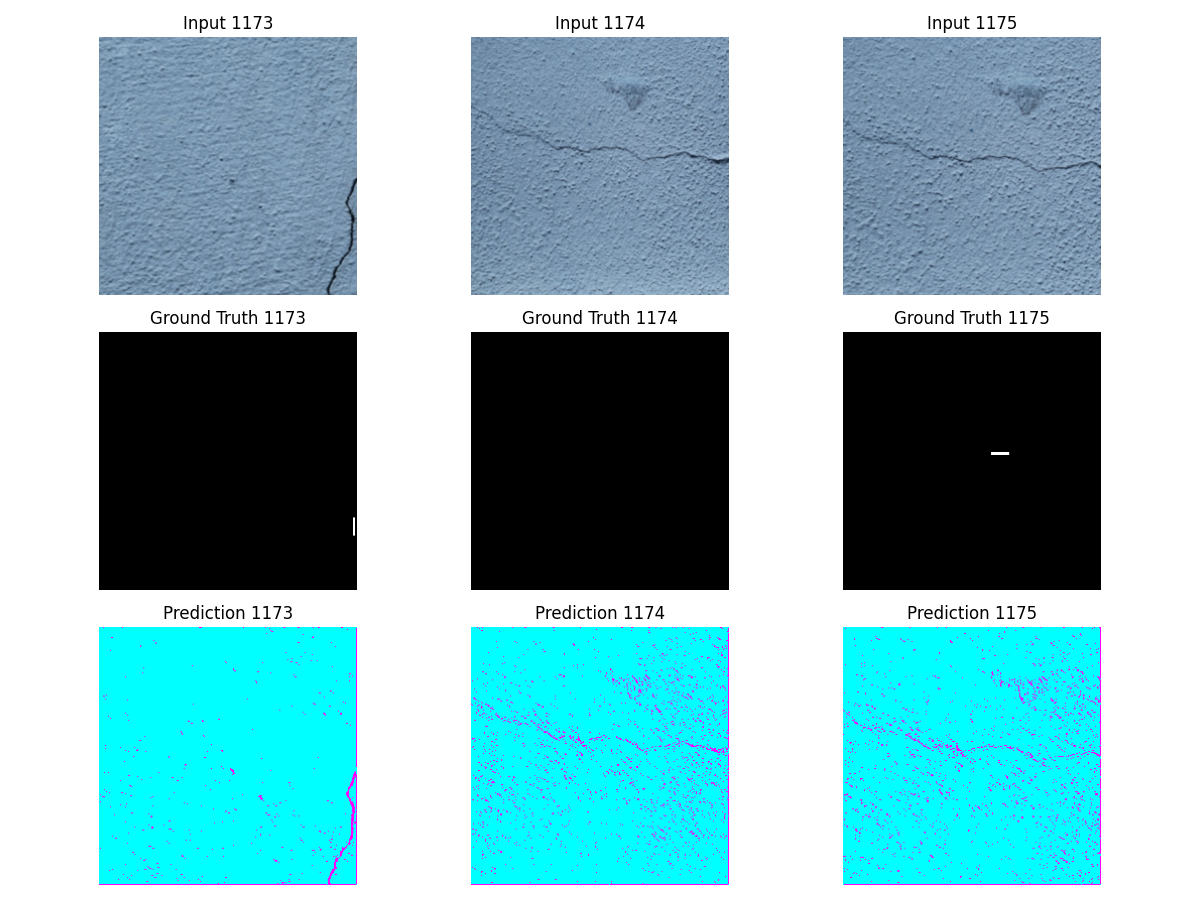 Input 1173
Input 1174
Input 1175
Ground Truth 1173
Ground Truth 1174
Ground Truth 1175
Prediction 1173
Prediction 1174
Prediction 1175